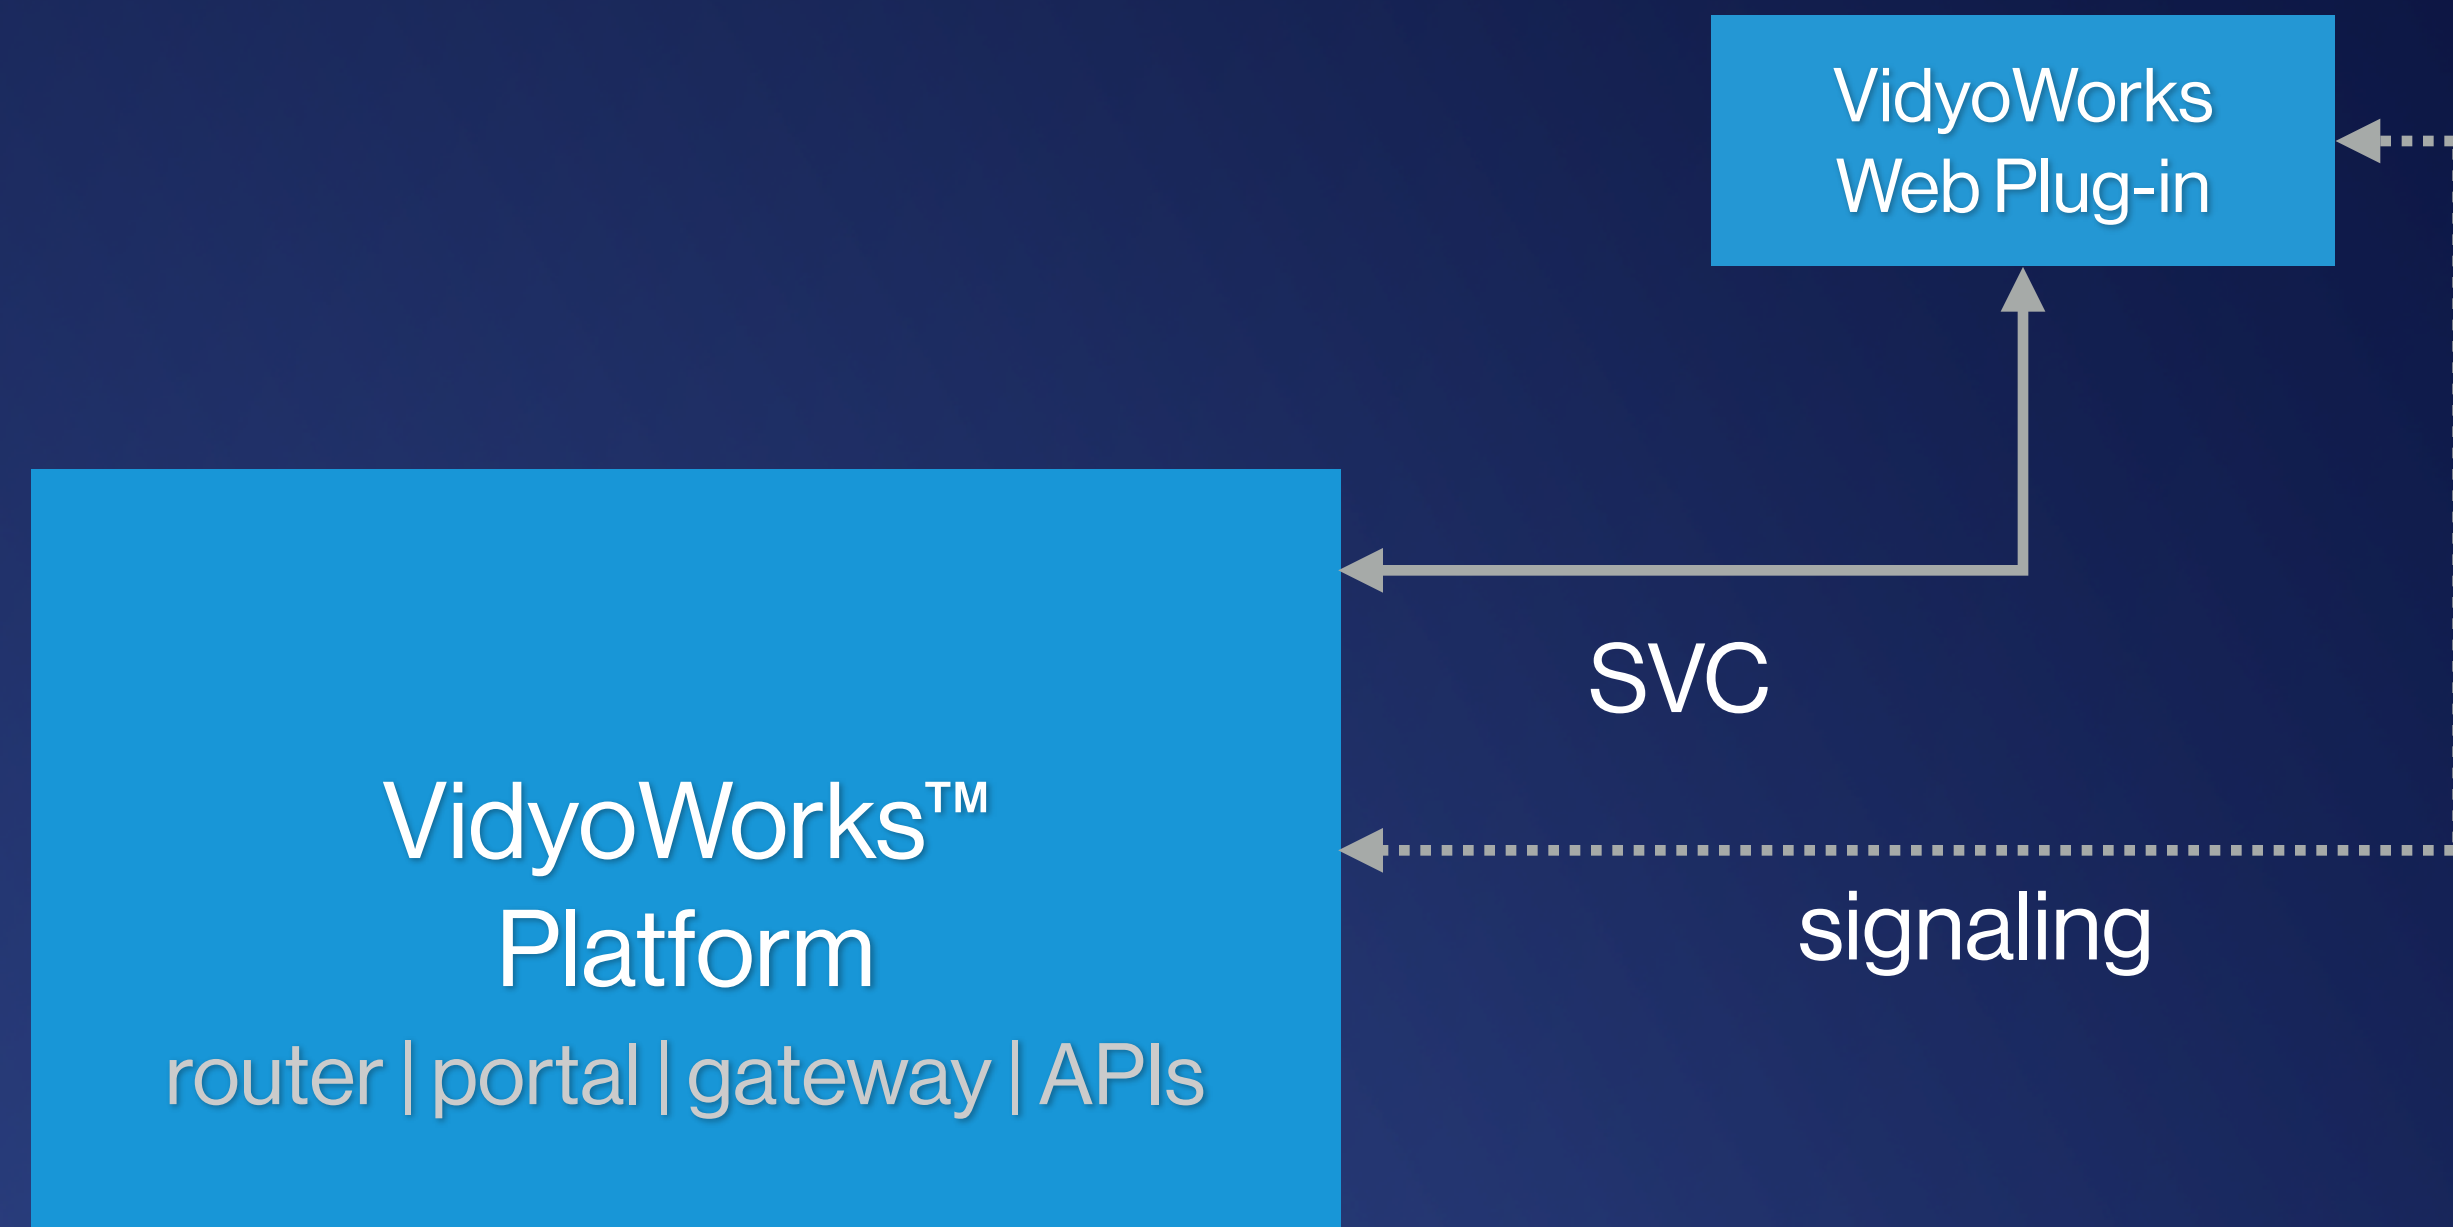 VidyoWorks
Web Plug-in
SVC
VidyoWorks™
Platform
signaling
router | portal | gateway | APIs